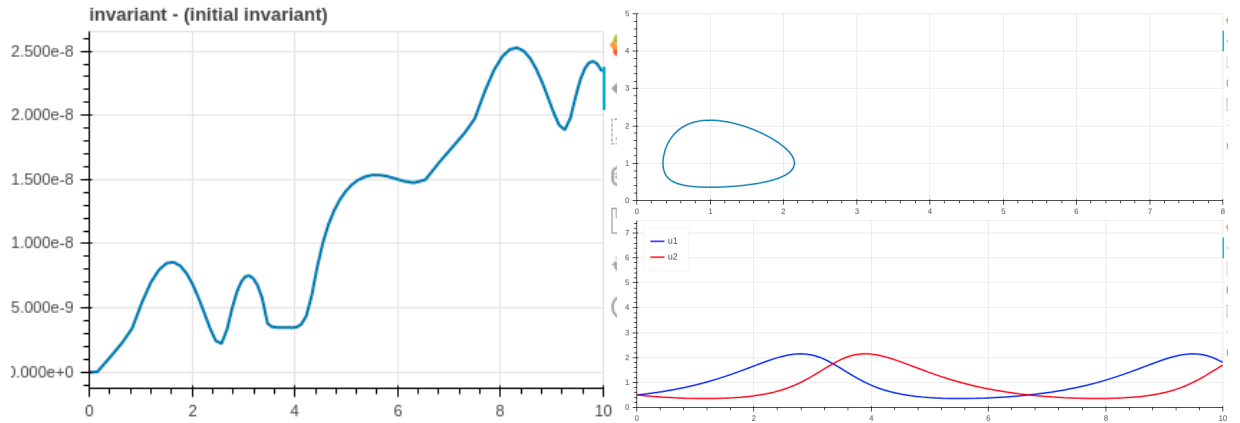 invariant - (initial invariant)
2.500e-8
2.000e-8
1.500e-8
1.000e-8
5.000e-9
0.000e+0
0 2 4 6 8 10
5
4
3
2
1
0
0 1 2 3 4 5 6 7 8
7
6
5
4
3
2
1
0
u1
u2
0 2 4 6 8 10